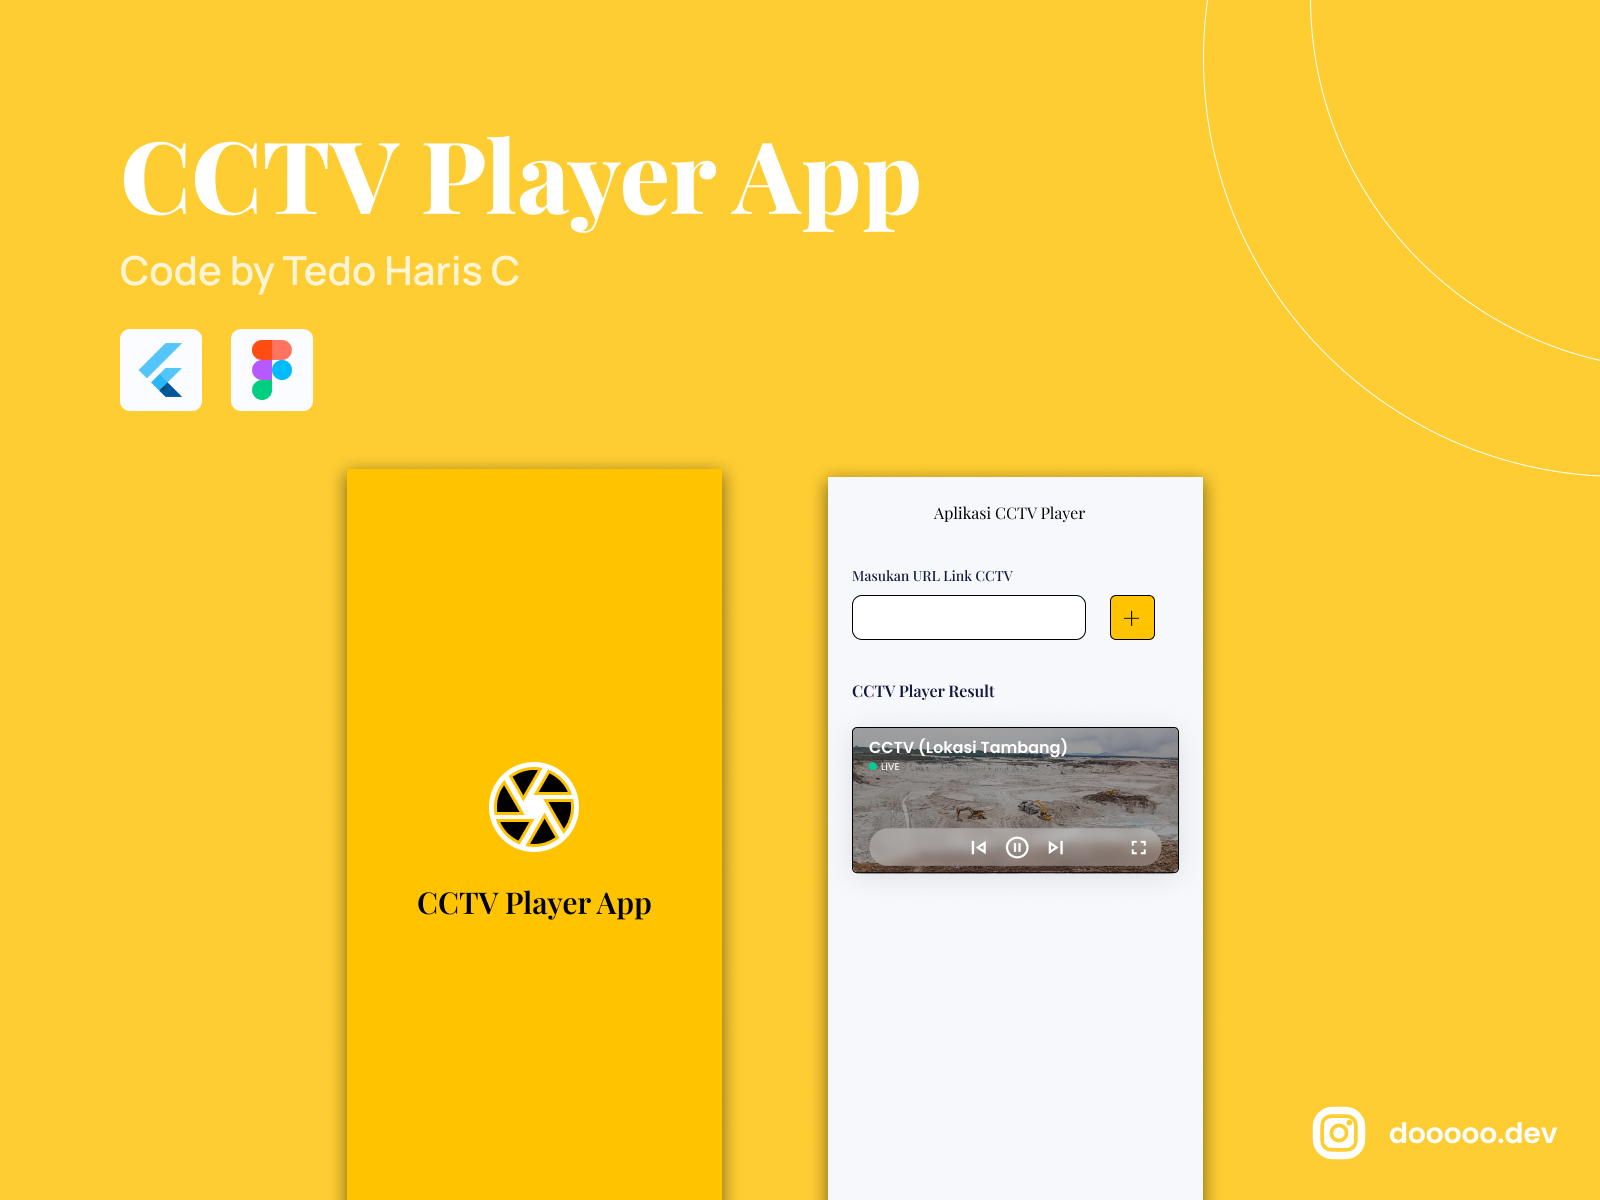 CCTV Player App
Code by Tedo Haris C
CCTV Player App
Aplikasi CCTV Player
Masukan URL Link CCTV
CCTV Player Result
CCTV (Lokasi Tambang)
LIVE
dooooo.dev